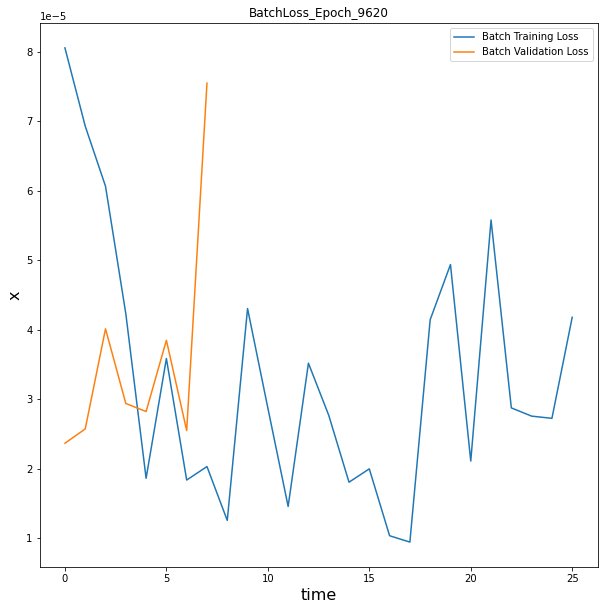 BatchLoss_Epoch_9620
1e−5
Batch Training Loss
Batch Validation Loss
8
7
6
5
4
3
2
1
x
0 5 10 15 20 25
time